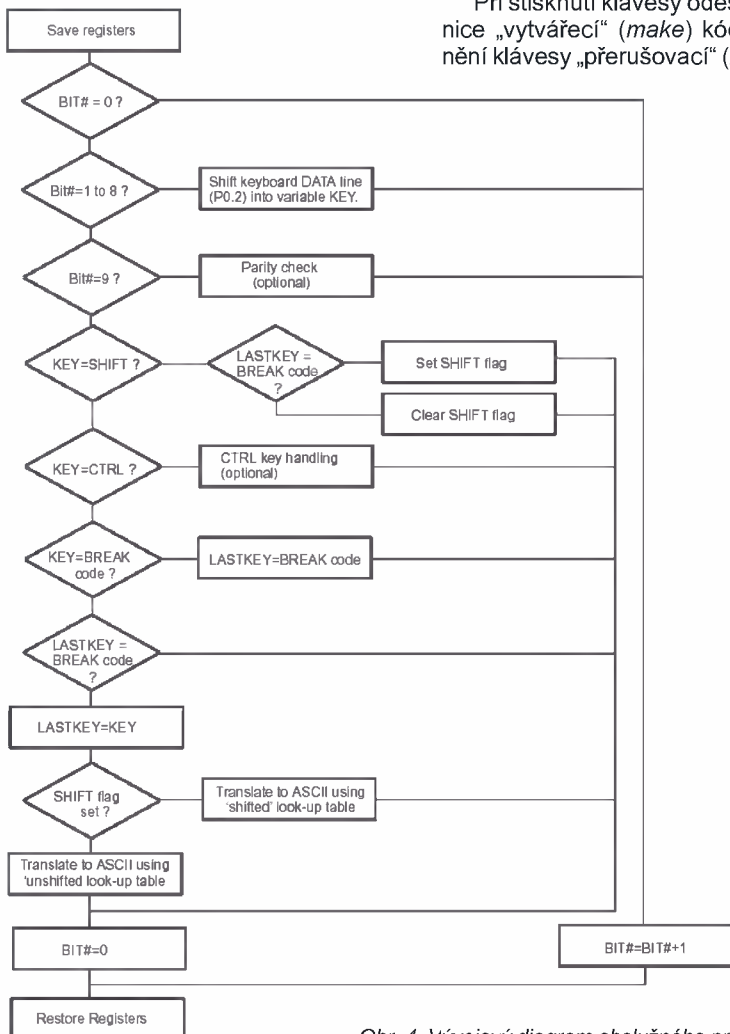 Při stisknutí klávesy
nice „vytvářecí“ (make)
nění klávesy „přerušovací“ (
Save registers
BIT# = 0 ?
Bit#=1 to 8 ?
Shift keyboard DATA line
(P0.2) into variable KEY.
Bit#=9 ?
Parity check
(optional)
KEY=SHIFT ?
LASTKEY =
BREAK code
?
Set SHIFT flag
Clear SHIFT flag
KEY=CTRL ?
CTRL key handling
(optional)
KEY=BREAK
code ?
LASTKEY=BREAK code
LASTKEY =
BREAK code
?
LASTKEY=KEY
SHIFT flag
set ?
Translate to ASCII using
'shifted' look-up table
Translate to ASCII using
'unshifted look-up table
BIT#=0
BIT#=BIT#+1
Restore Registers